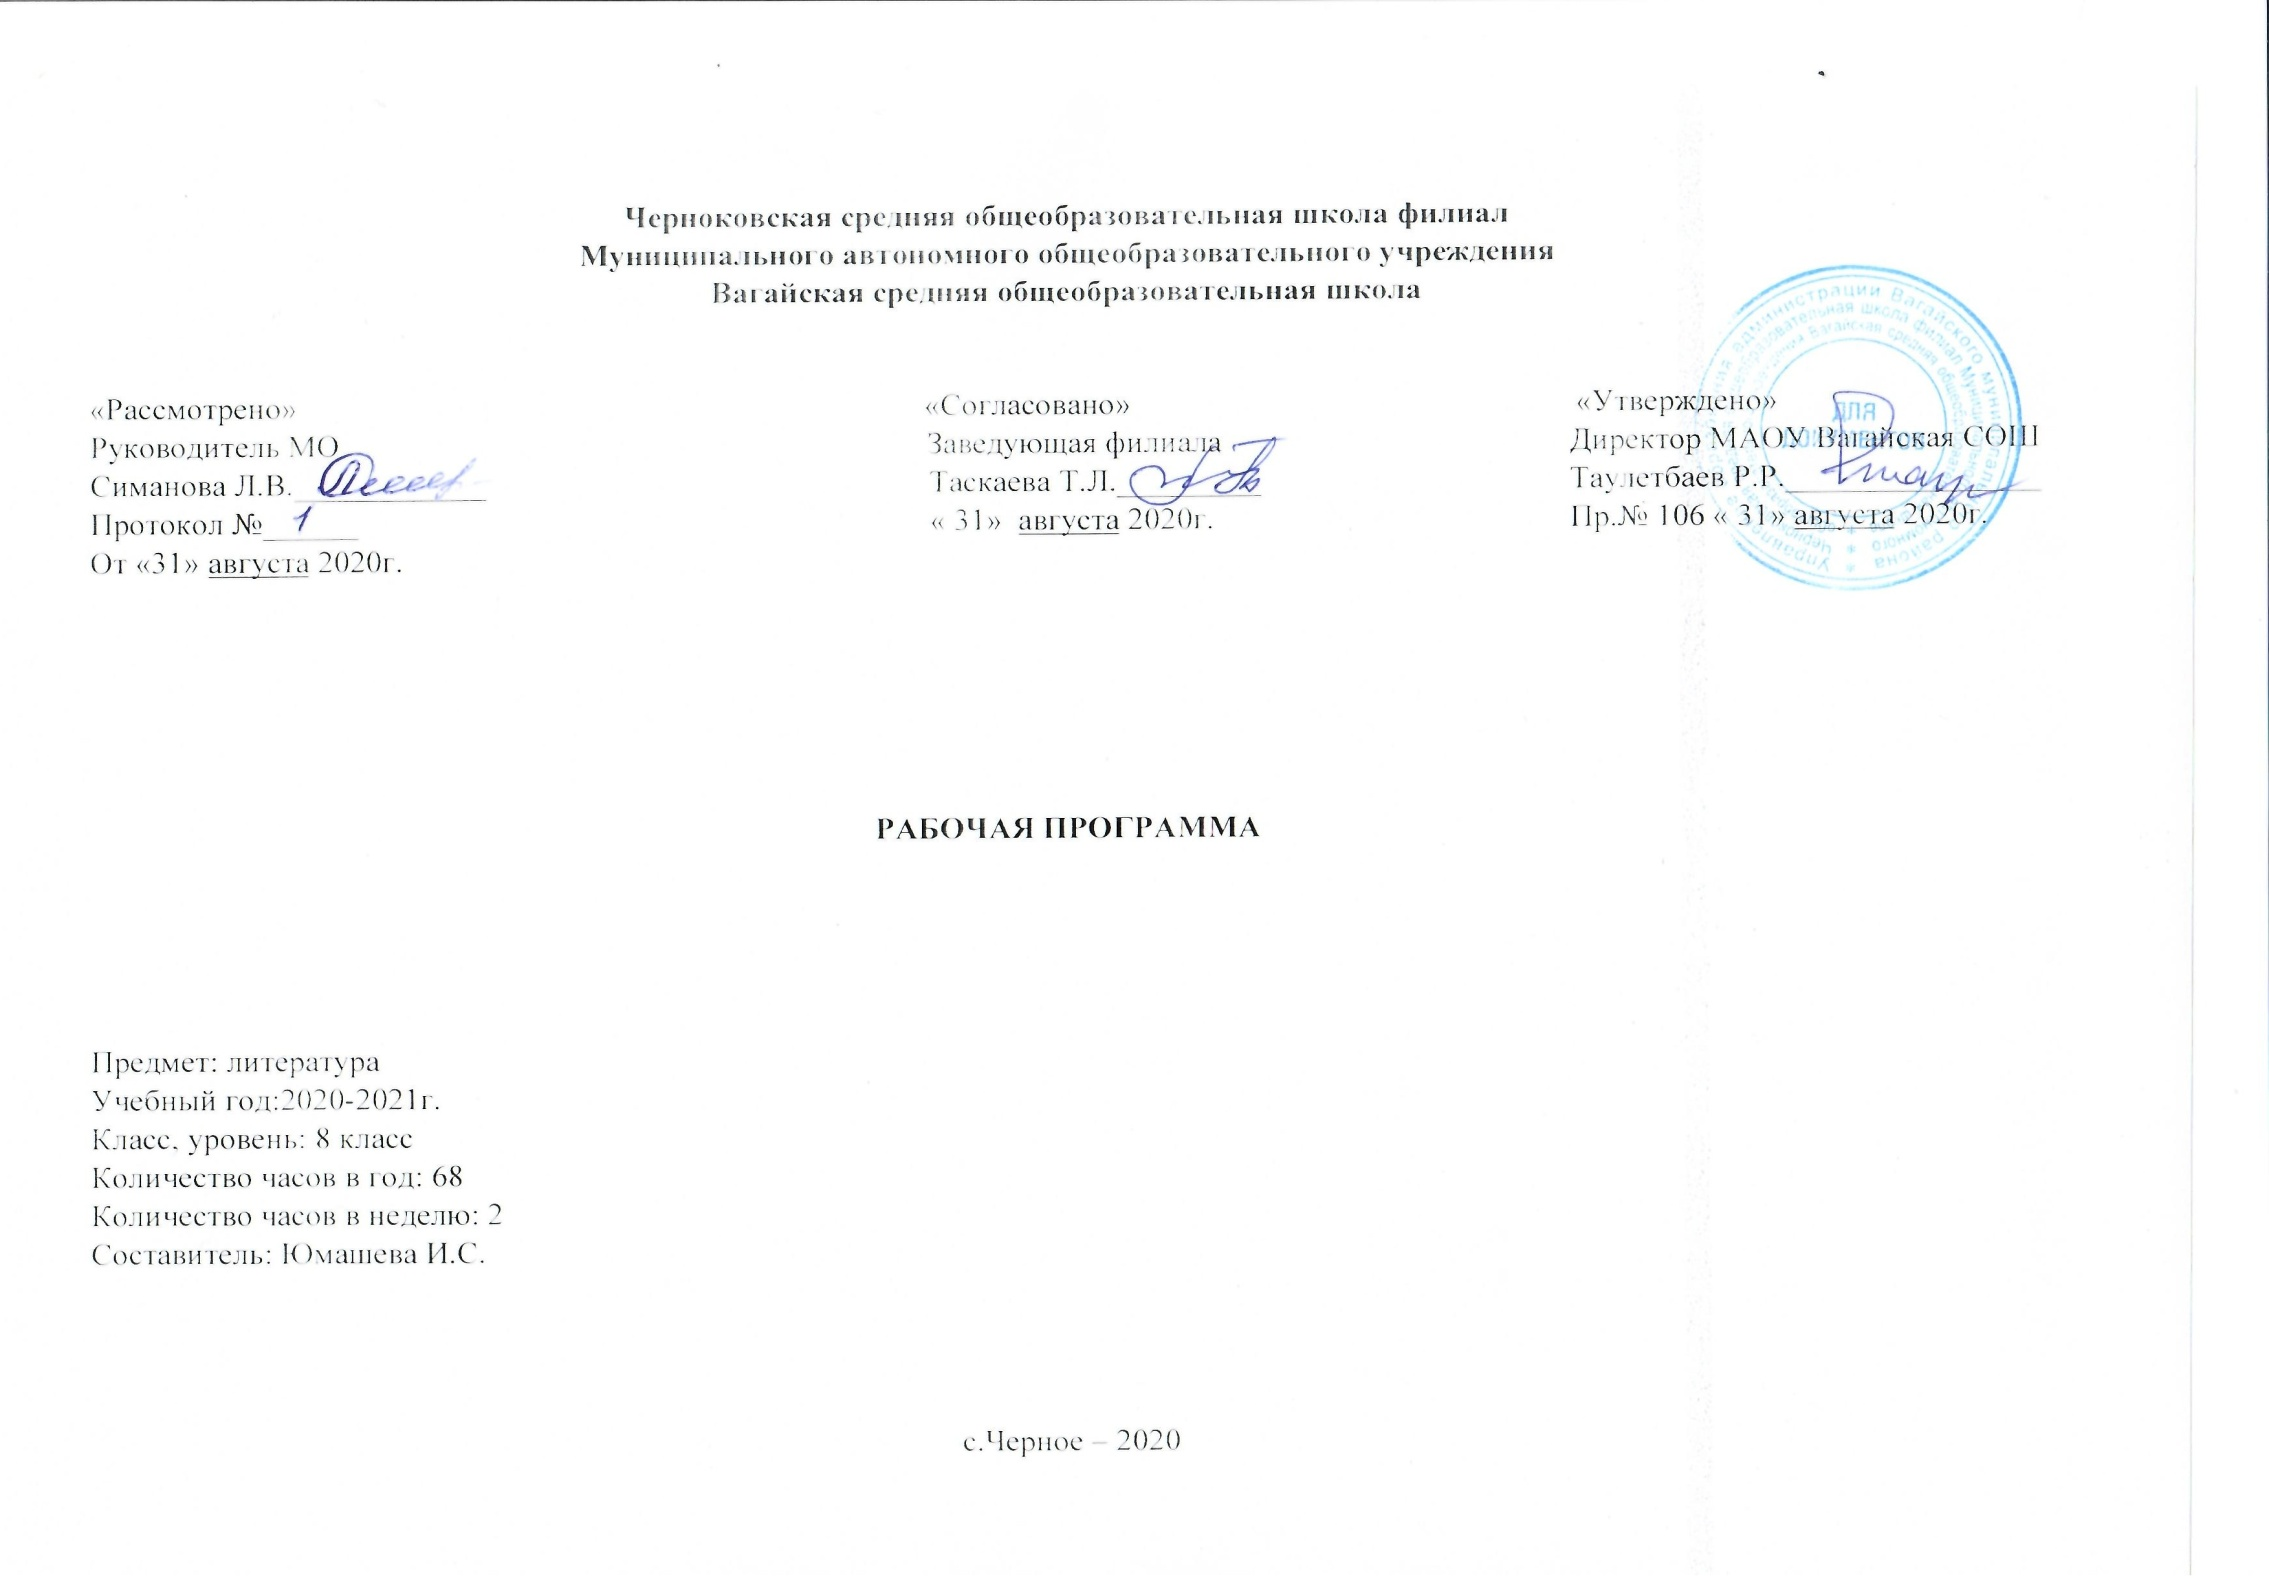 Черноковская средняя общеобразовательная школа филиал
Муниципального автономного общеобразовательного учреждения
Вагайская средняя общеобразовательная школа
«Рассмотрено»
Руководитель МО
Симанова Л.В.
Протокол № 1
От «31» августа 2020г.
«Согласовано»
Заведующая филиала
Таскаева Т.Л.
« 31» августа 2020г.
«Утверждено»
Директор МАОУ Вагайская СОШ
Таулетбаев Р.Р.
Пр.№ 106 « 31» августа 2020г.
ДЛЯ
РАБОЧАЯ ПРОГРАММА
Предмет: литература
Учебный год:2020-2021г.
Класс, уровень: 8 класс
Количество часов в год: 68
Количество часов в неделю: 2
Составитель: Юмашева И.С.
с.Черное – 2020